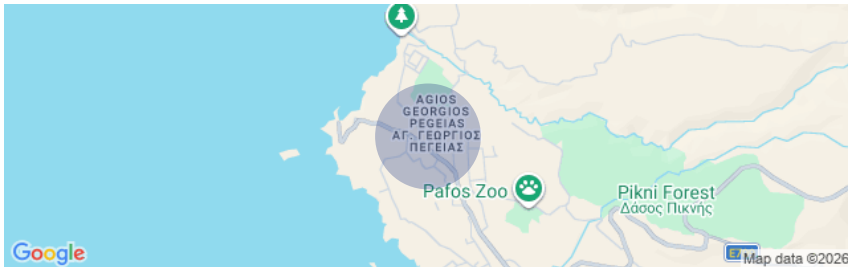 AGIOS
GEORGIOS
PEGEIAS
ΑΓ. ΓΕΩΡΓΙΟΣ
ΠΕΓΕΙΑΣ
Pafos Zoo
Pikni Forest
Δάσος Πικνής
Google
Map data ©2026